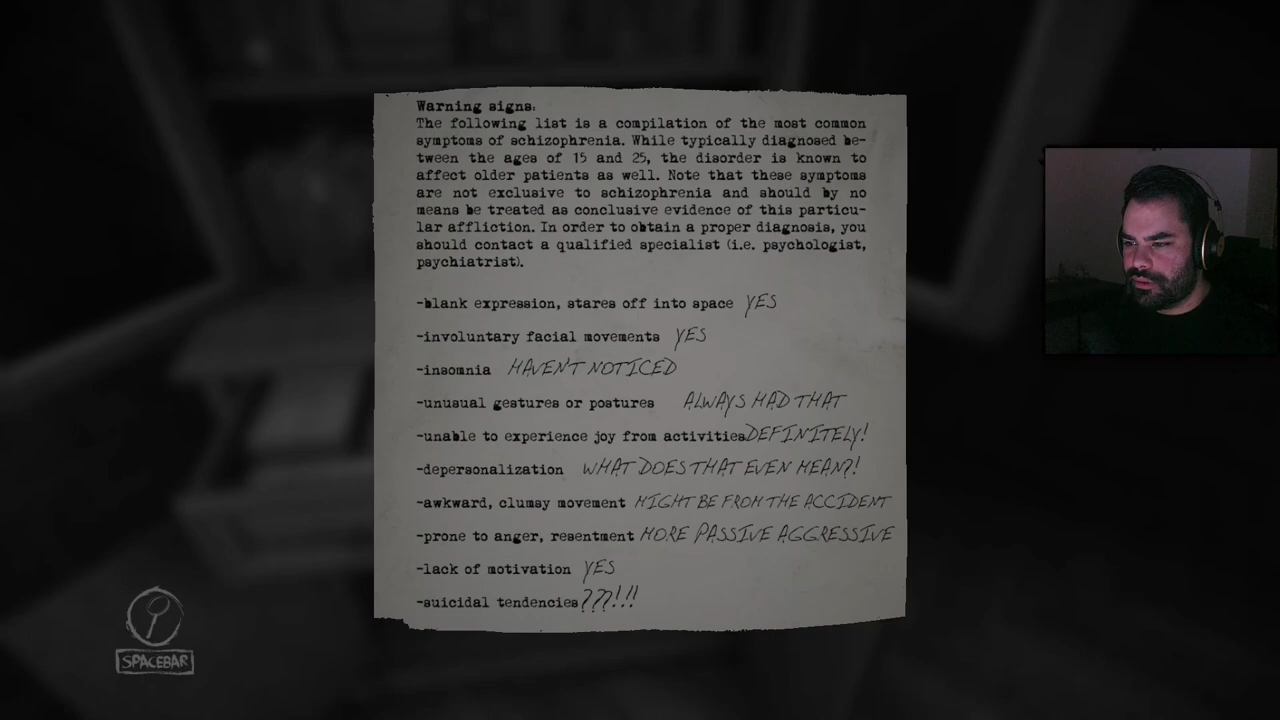 Warning signs:
The following list is a compilation of the most common
symptoms of schizophrenia. While typically diagnosed be-
tween the ages of 15 and 25, the disorder is known to
affect older patients as well. Note that these symptoms
are not exclusive to schizophrenia and should by no
means be treated as conclusive evidence of this particu-
lar affliction. In order to obtain a proper diagnosis, you
should contact a qualified specialist (i.e. psychologist,
psychiatrist).
-blank expression, stares off into space YES
-involuntary facial movements YES
-insomnia HAVEN'T NOTICED
-unusual gestures or postures ALWAYS HAD THAT
-unable to experience joy from activities DEFINITELY!
-depersonalization WHAT DOES THAT EVEN MEAN?!
-awkward, clumsy movement MIGHT BE FROM THE ACCIDENT
-prone to anger, resentment MORE PASSIVE AGGRESSIVE
-lack of motivation YES
-suicidal tendencies ???!!!
SPACEBAR